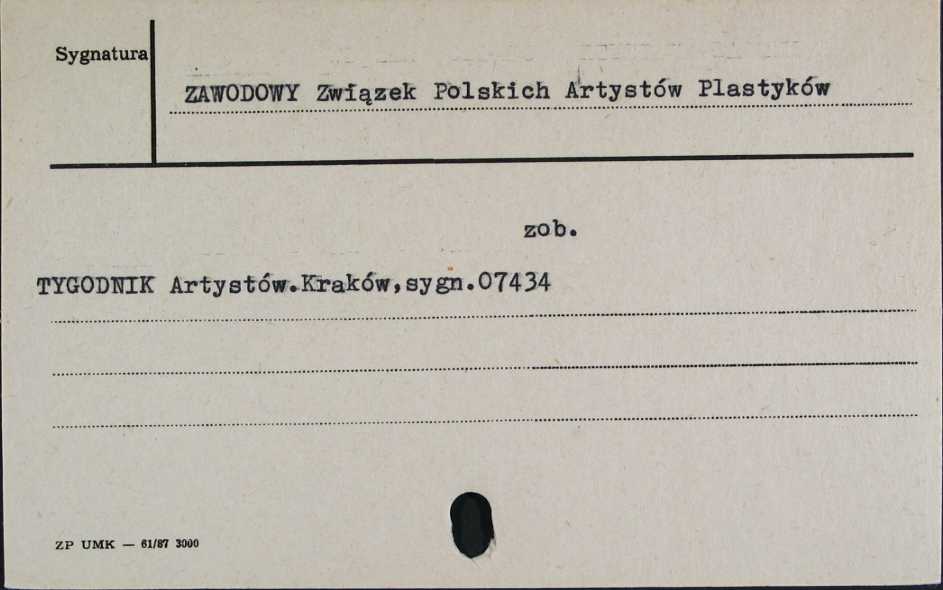 Sygnatura
ZAWODOWY Związek Polskich Artystów Plastyków
zob.
TYGODNIK Artystów.Kraków,sygn.07434
ZP UMK — 61/87 3000